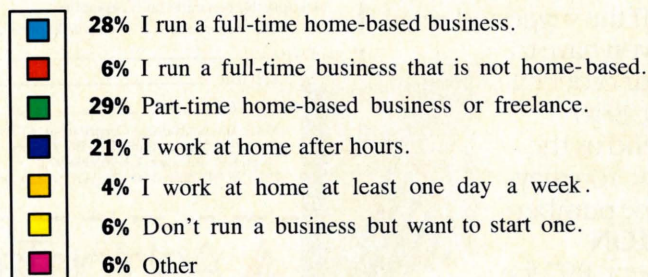 28% I run a full-time home-based business.
6% I run a full-time business that is not home-based.
29% Part-time home-based business or freelance.
21% I work at home after hours.
4% I work at home at least one day a week.
6% Don't run a business but want to start one.
6% Other